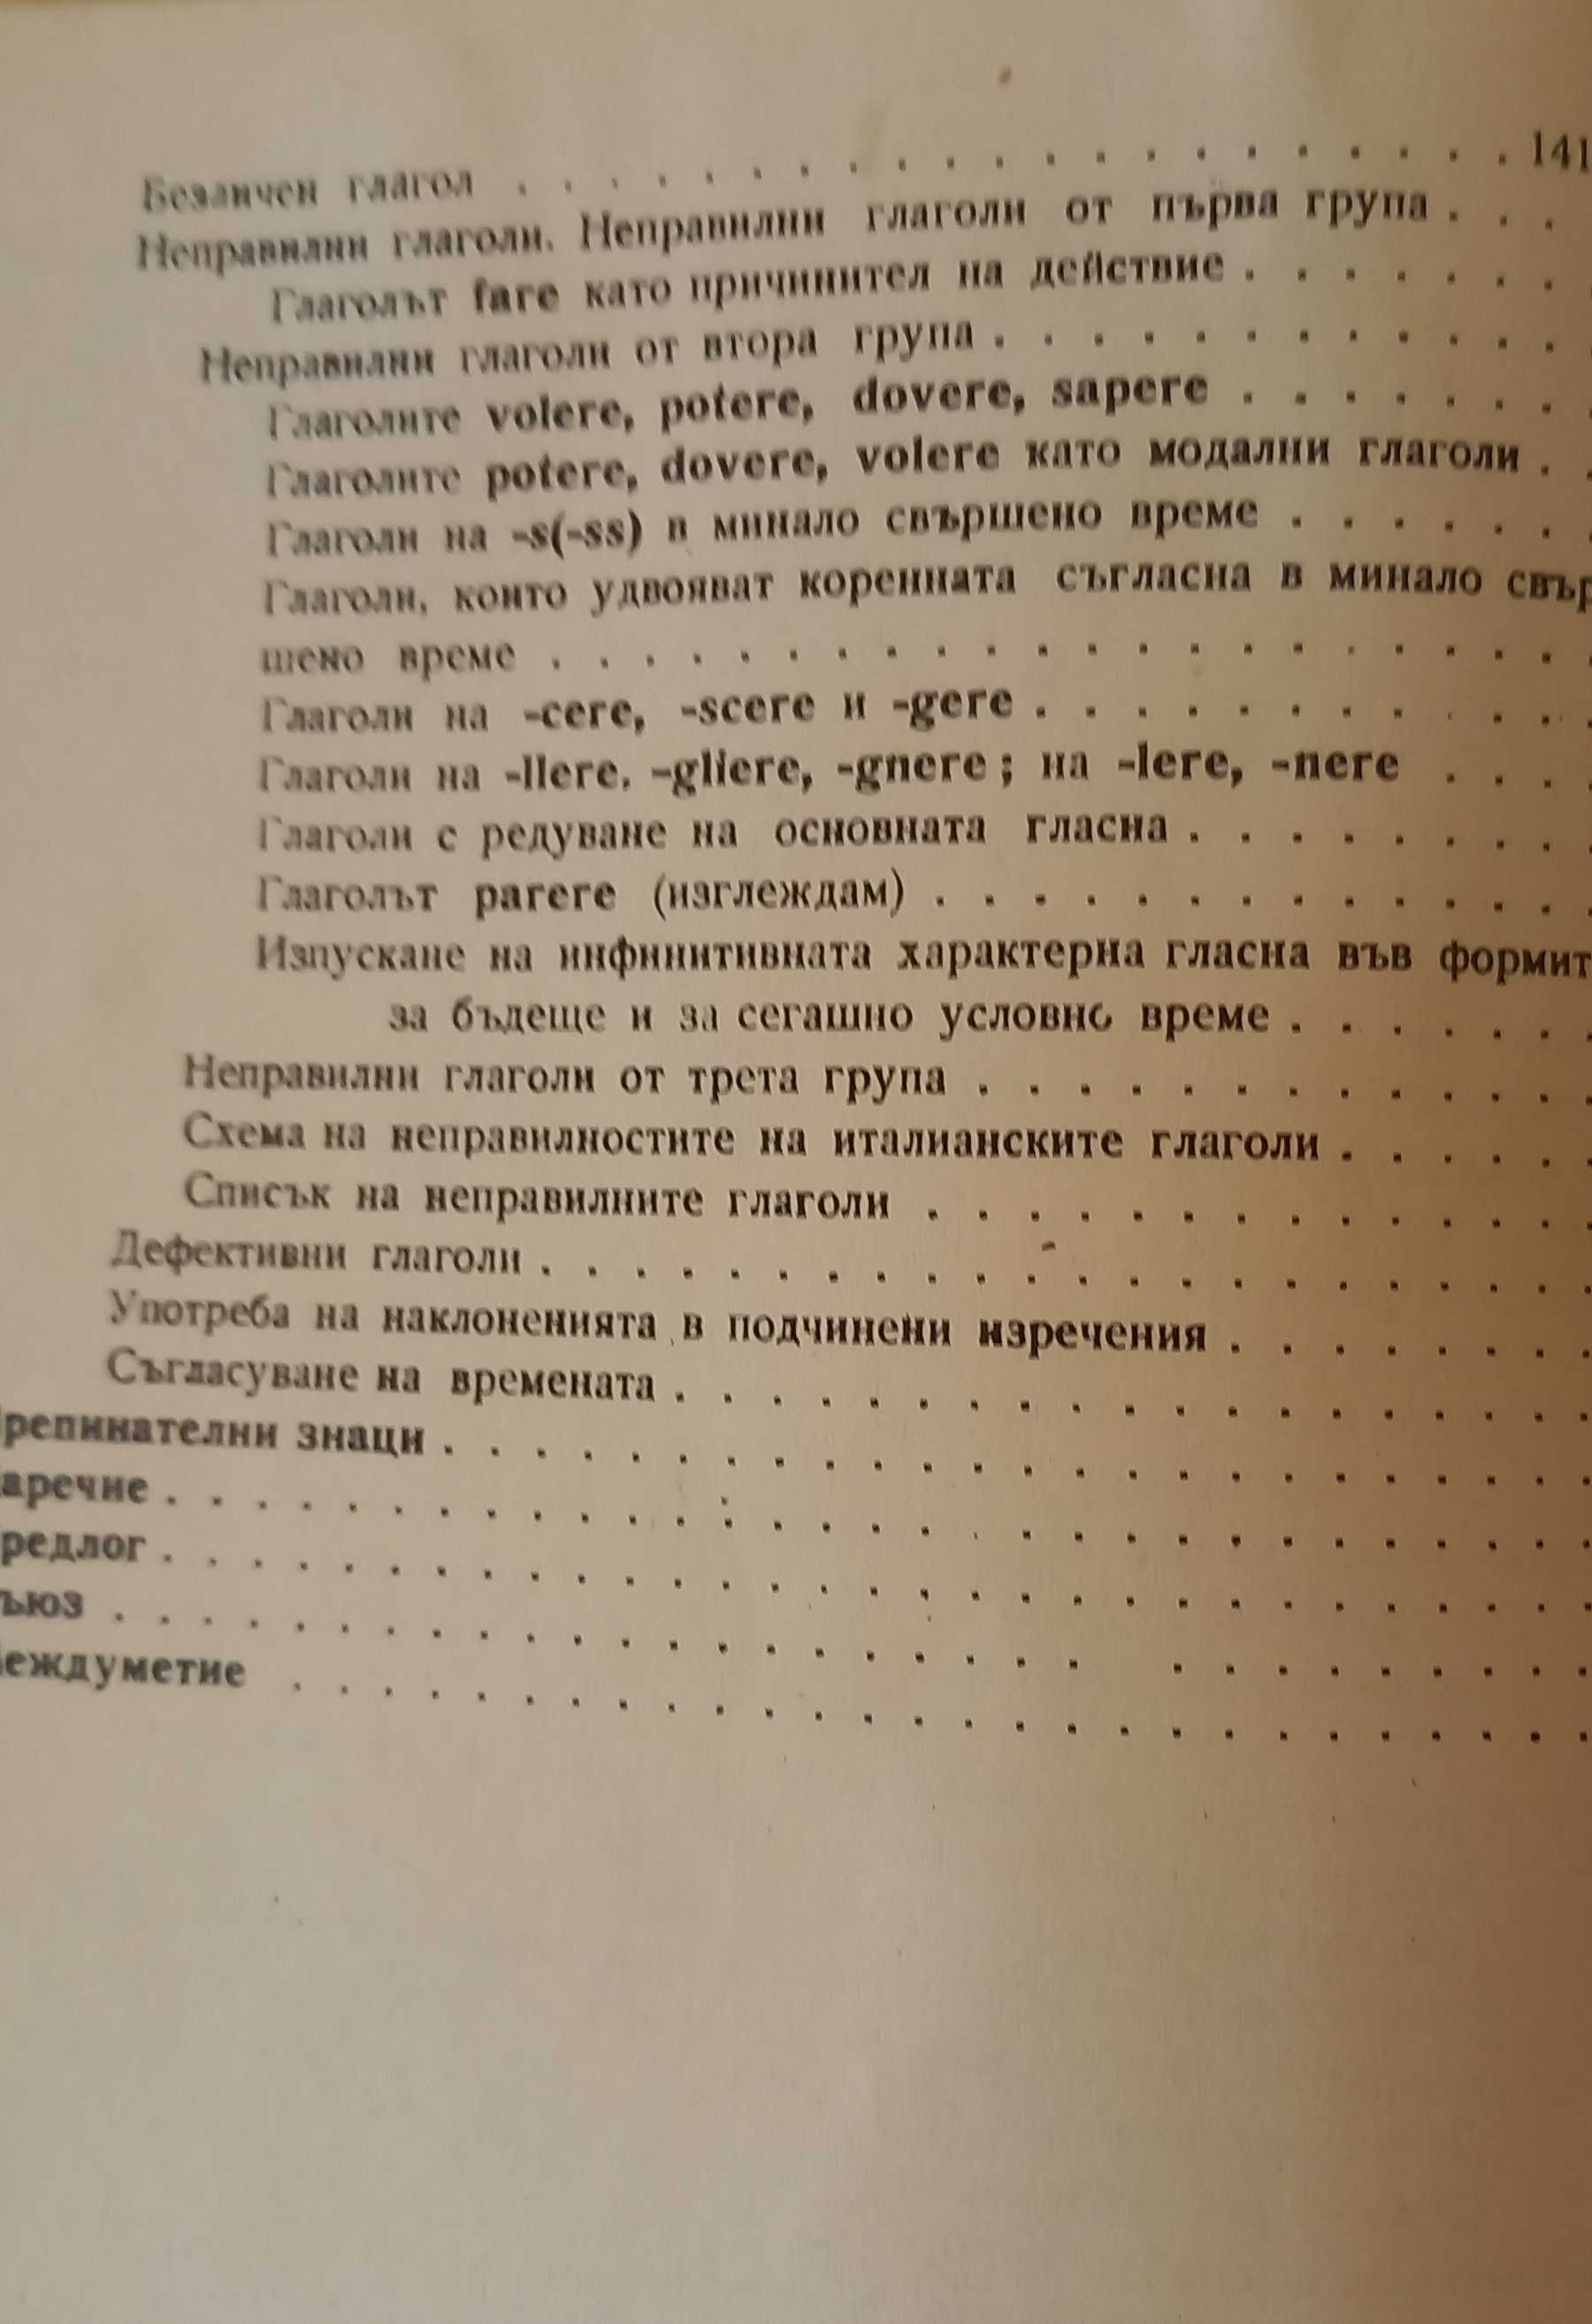 Безличен глагол . . . . . . . . . . . . . . . . . . . . . 141
Неправилни глаголи. Неправилни глаголи от първа група . . .
Глаголът fare като причинител на действие . . . . . . .
Неправилни глаголи от втора група . . . . . . . . . . . .
Глаголите volere, potere, dovere, sapere . . . . . . . .
Глаголите potere, dovere, volere като модални глаголи . .
Глаголи на -s(-ss) в минало свършено време . . . . . . .
Глаголи, които удвояват коренната съгласна в минало свър
шено време . . . . . . . . . . . . . . . . . . . . . .
Глаголи на -cere, -scere и -gere . . . . . . . . . . . .
Глаголи на -llere, -gliere, -gnere ; на -lere, -nere . . . .
Глаголи с редуване на основната гласна . . . . . . . . .
Глаголът parere (изглеждам) . . . . . . . . . . . . . .
Изпускане на инфинитивната характерна гласна във формит
за бъдеще и за сегашно условно време . . . . . . .
Неправилни глаголи от трета група . . . . . . . . . . . . .
Схема на неправилностите на италианските глаголи . . . . . .
Списък на неправилните глаголи . . . . . . . . . . . . . .
Дефективни глаголи . . . . . . . . . . . . . . . . . . . . . .
Употреба на наклоненията в подчинени изречения . . . . . . . .
Съгласуване на времената . . . . . . . . . . . . . . . . . . .
репинателни знаци . . . . . . . . . . . . . . . . . . . . . . . .
аречие . . . . . . . . . . . . . . . . . . . . . . . . . . . . . .
редлог . . . . . . . . . . . . . . . . . . . . . . . . . . . . . .
ъюз . . . . . . . . . . . . . . . . . . . . . . . . . . . . . .
еждуметие . . . . . . . . . . . . . . . . . . . . . . . . . . .